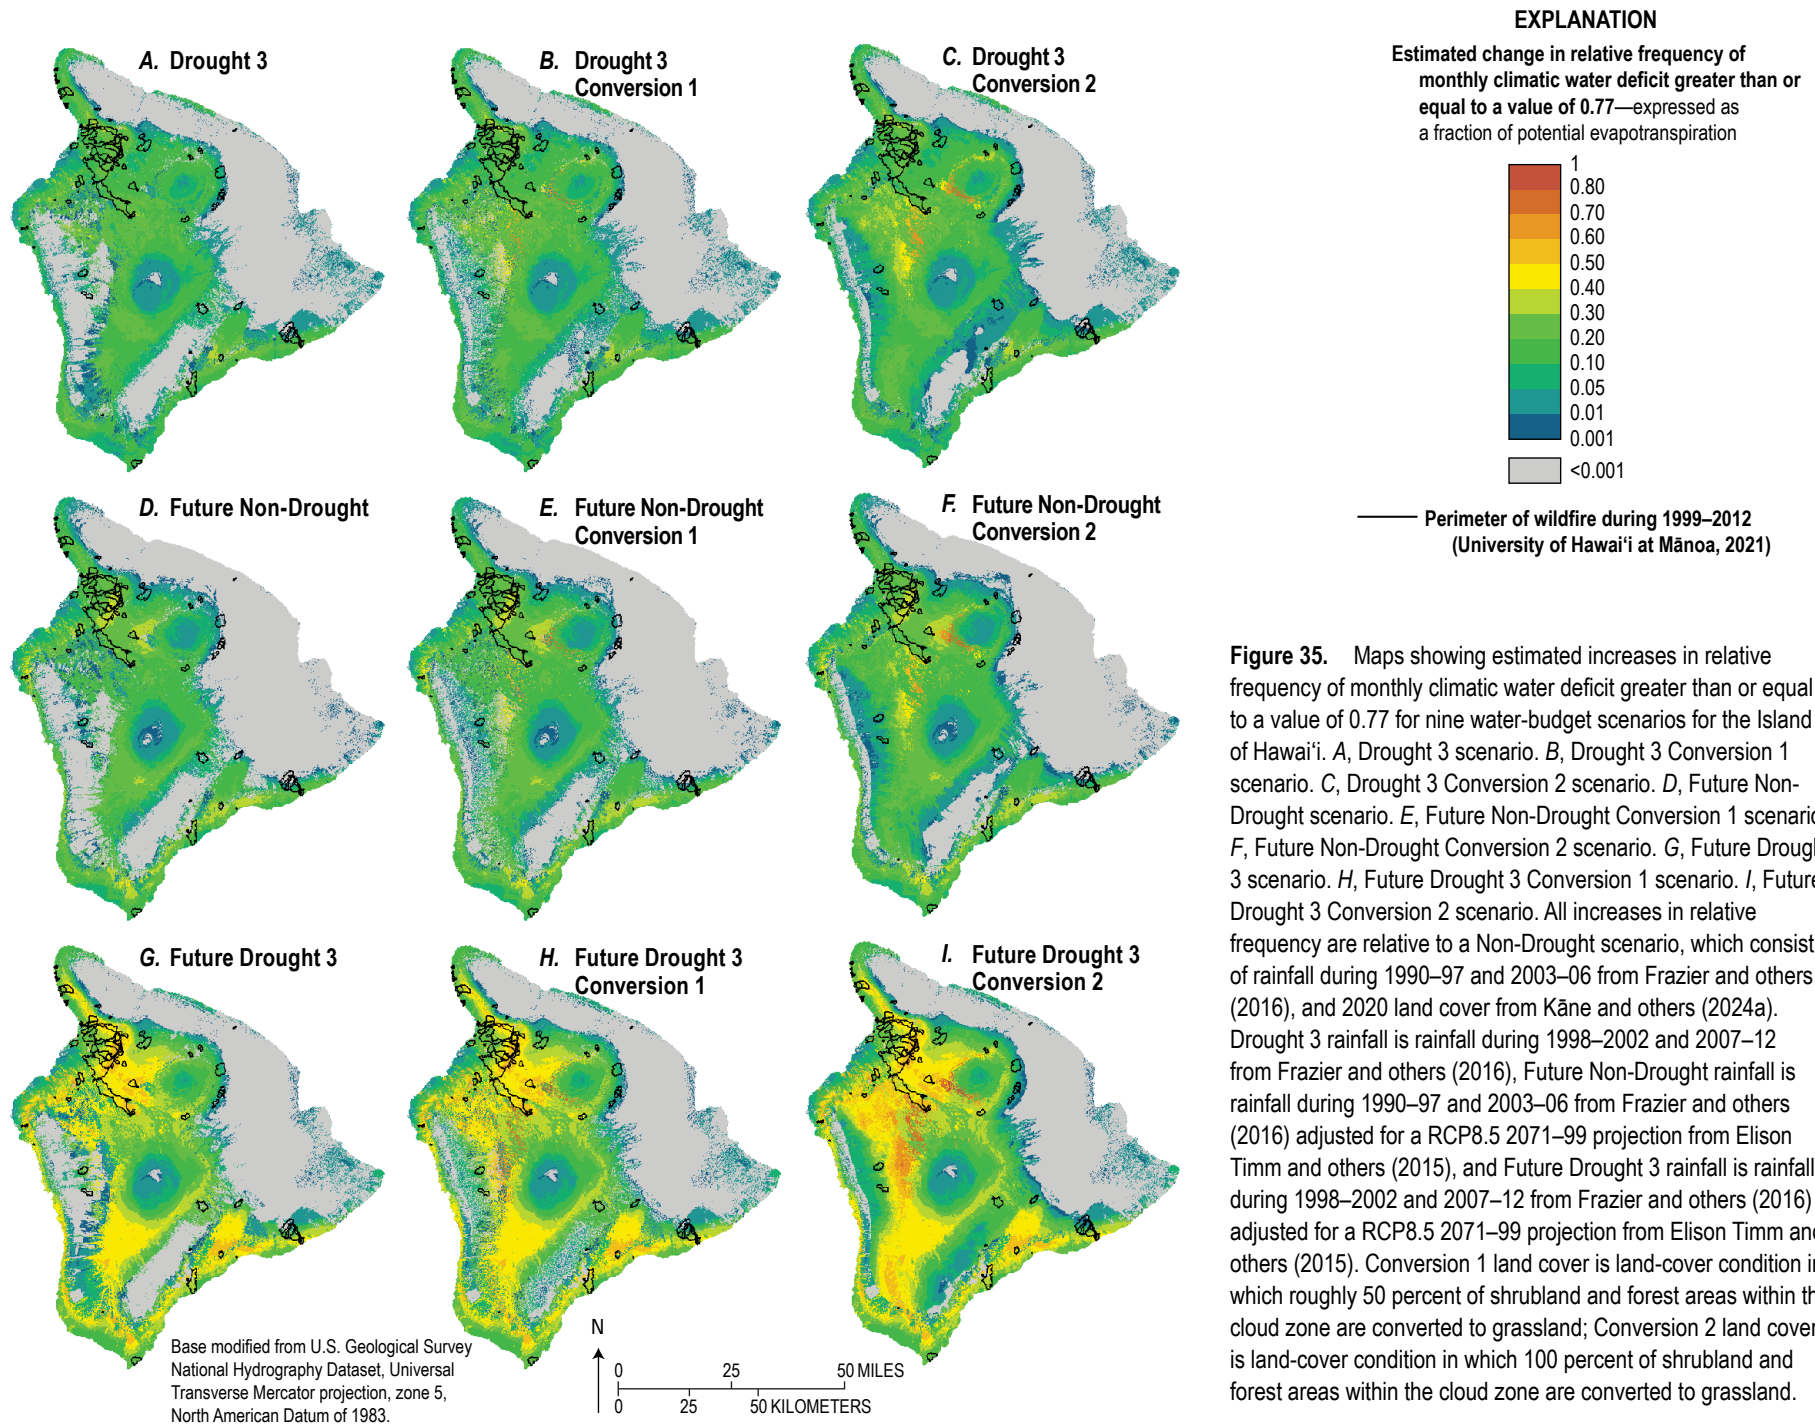 A. Drought 3
B. Drought 3
Conversion 1
C. Drought 3
Conversion 2
D. Future Non-Drought
E. Future Non-Drought
Conversion 1
F. Future Non-Drought
Conversion 2
G. Future Drought 3
H. Future Drought 3
Conversion 1
I. Future Drought 3
Conversion 2
Base modified from U.S. Geological Survey
National Hydrography Dataset, Universal
Transverse Mercator projection, zone 5,
North American Datum of 1983.
N
0 25 50 MILES
0 25 50 KILOMETERS
EXPLANATION
Estimated change in relative frequency of
monthly climatic water deficit greater than or
equal to a value of 0.77—expressed as
a fraction of potential evapotranspiration
1
0.80
0.70
0.60
0.50
0.40
0.30
0.20
0.10
0.05
0.01
0.001
<0.001
Perimeter of wildfire during 1999–2012
(University of Hawaiʻi at Mānoa, 2021)
Figure 35. Maps showing estimated increases in relative
frequency of monthly climatic water deficit greater than or equal
to a value of 0.77 for nine water-budget scenarios for the Island
of Hawaiʻi. A, Drought 3 scenario. B, Drought 3 Conversion 1
scenario. C, Drought 3 Conversion 2 scenario. D, Future Non-
Drought scenario. E, Future Non-Drought Conversion 1 scenario
F, Future Non-Drought Conversion 2 scenario. G, Future Drough
3 scenario. H, Future Drought 3 Conversion 1 scenario. I, Future
Drought 3 Conversion 2 scenario. All increases in relative
frequency are relative to a Non-Drought scenario, which consist
of rainfall during 1990–97 and 2003–06 from Frazier and others
(2016), and 2020 land cover from Kāne and others (2024a).
Drought 3 rainfall is rainfall during 1998–2002 and 2007–12
from Frazier and others (2016), Future Non-Drought rainfall is
rainfall during 1990–97 and 2003–06 from Frazier and others
(2016) adjusted for a RCP8.5 2071–99 projection from Elison
Timm and others (2015), and Future Drought 3 rainfall is rainfall
during 1998–2002 and 2007–12 from Frazier and others (2016)
adjusted for a RCP8.5 2071–99 projection from Elison Timm and
others (2015). Conversion 1 land cover is land-cover condition in
which roughly 50 percent of shrubland and forest areas within th
cloud zone are converted to grassland; Conversion 2 land cover
is land-cover condition in which 100 percent of shrubland and
forest areas within the cloud zone are converted to grassland.